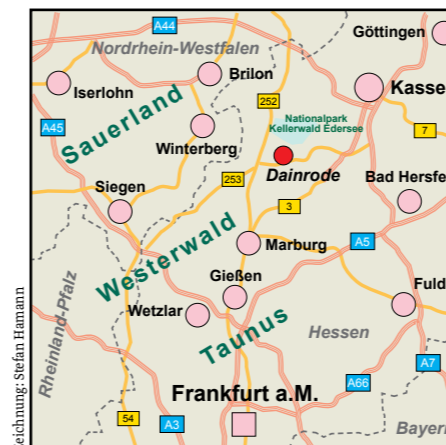 A44
Göttingen
Nordrhein-Westfalen
Brilon
Iserlohn
Kasse
252
A45
Sauerland
Nationalpark
Kellerwald Edersee
7
Winterberg
Dainrode
253
Bad Hersfe
Siegen
3
Westerwald
Marburg
A5
Gießen
Rheinland-Pfalz
Wetzlar
Taunus
Fuld
Hessen
A7
Frankfurt a.M.
A66
54
A3
Bayer
eichnung: Stefan Hamann